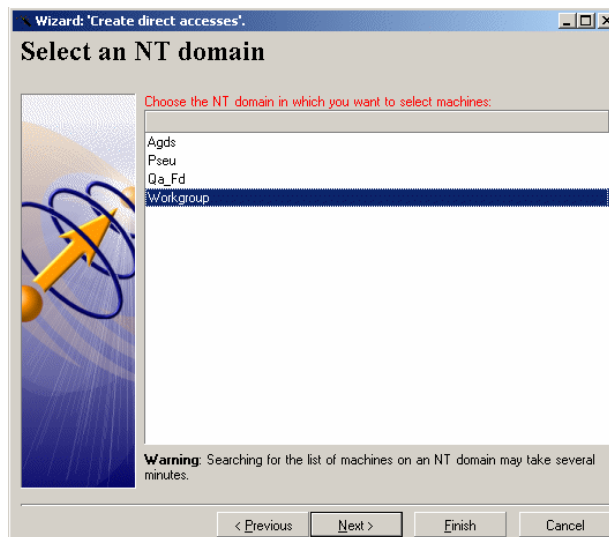 Wizard: 'Create direct accesses'.
Select an NT domain
Choose the NT domain in which you want to select machines:
Agds
Pseu
Qa_Fd
Workgroup
Warning: Searching for the list of machines on an NT domain may take several
minutes.
< Previous Next > Finish Cancel